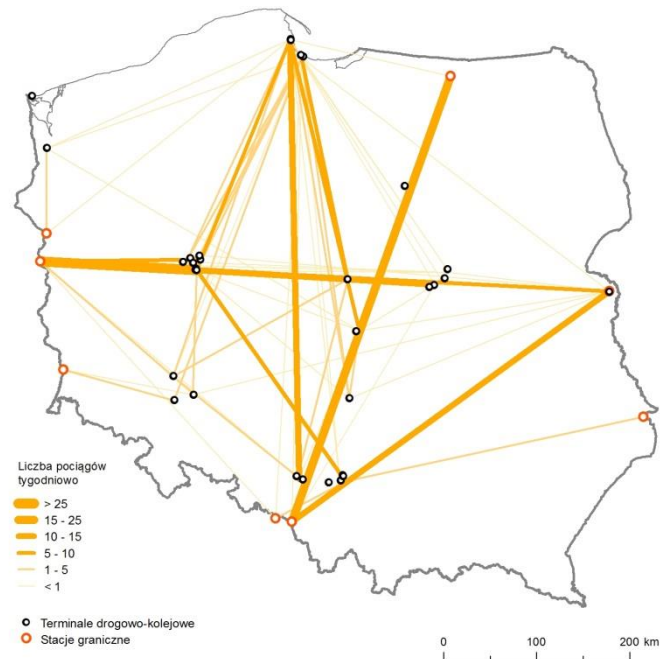 Liczba pociągów
tygodniowo
> 25
15 - 25
10 - 15
5 - 10
1 - 5
< 1
Terminale drogowo-kolejowe
Stacje graniczne
0 100 200 km